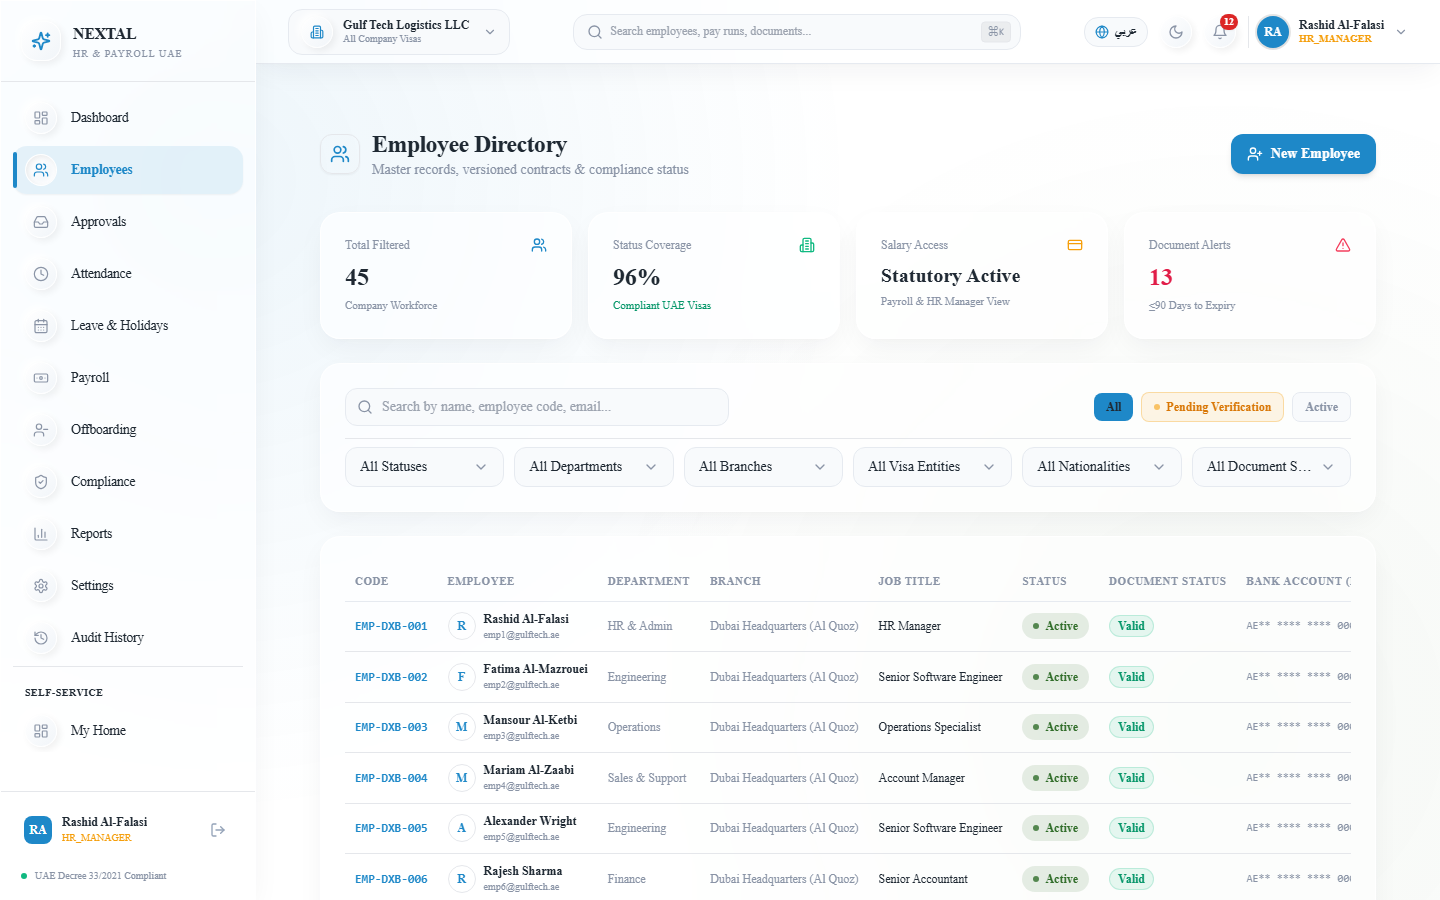 NEXTAL
HR & PAYROLL UAE
Gulf Tech Logistics LLC
All Company Visas
Search employees, pay runs, documents...
⌘K
عربي
12
RA
Rashid Al-Falasi
HR_MANAGER
Dashboard
Employees
Approvals
Attendance
Leave & Holidays
Payroll
Offboarding
Compliance
Reports
Settings
Audit History
SELF-SERVICE
My Home
RA
Rashid Al-Falasi
HR_MANAGER
UAE Decree 33/2021 Compliant
Employee Directory
Master records, versioned contracts & compliance status
New Employee
Total Filtered
45
Company Workforce
Status Coverage
96%
Compliant UAE Visas
Salary Access
Statutory Active
Payroll & HR Manager View
Document Alerts
13
≤90 Days to Expiry
Search by name, employee code, email...
All
Pending Verification
Active
All Statuses
All Departments
All Branches
All Visa Entities
All Nationalities
All Document S...
CODE EMPLOYEE DEPARTMENT BRANCH JOB TITLE STATUS DOCUMENT STATUS BANK ACCOUNT (
EMP-DXB-001 R Rashid Al-Falasi HR & Admin Dubai Headquarters (Al Quoz) HR Manager Active Valid AE** **** **** 00
emp1@gulftech.ae
EMP-DXB-002 F Fatima Al-Mazrouei Engineering Dubai Headquarters (Al Quoz) Senior Software Engineer Active Valid AE** **** **** 00
emp2@gulftech.ae
EMP-DXB-003 M Mansour Al-Ketbi Operations Dubai Headquarters (Al Quoz) Operations Specialist Active Valid AE** **** **** 00
emp3@gulftech.ae
EMP-DXB-004 M Mariam Al-Zaabi Sales & Support Dubai Headquarters (Al Quoz) Account Manager Active Valid AE** **** **** 00
emp4@gulftech.ae
EMP-DXB-005 A Alexander Wright Engineering Dubai Headquarters (Al Quoz) Senior Software Engineer Active Valid AE** **** **** 00
emp5@gulftech.ae
EMP-DXB-006 R Rajesh Sharma Finance Dubai Headquarters (Al Quoz) Senior Accountant Active Valid AE** **** **** 00
emp6@gulftech.ae